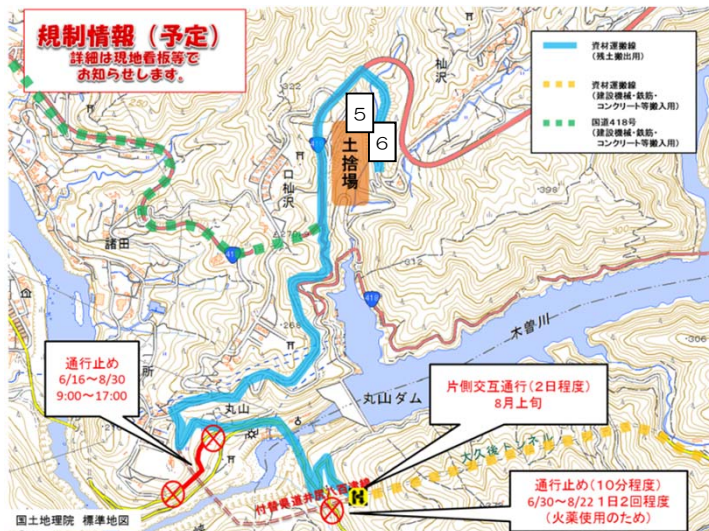 規制情報（予定）
詳細は現地看板等で
お知らせします。
資材運搬線
（残土搬出用）
資材運搬線
（建設機械・鉄筋・
コンクリート等搬入用）
国道418号
（建設機械・鉄筋・
コンクリート等搬入用）
杣沢
322
5
6
土捨場
口杣沢
398
諸田
418
312
418
268
木曽川
306
通行止め
6/16～8/30
9:00～17:00
所
丸山
丸山ダム
片側交互通行（2日程度）
8月上旬
大久後トンネル
付替県道井尻八百津線
通行止め（10分程度）
6/30～8/22 1日2回程度
（火薬使用のため）
国土地理院 標準地図